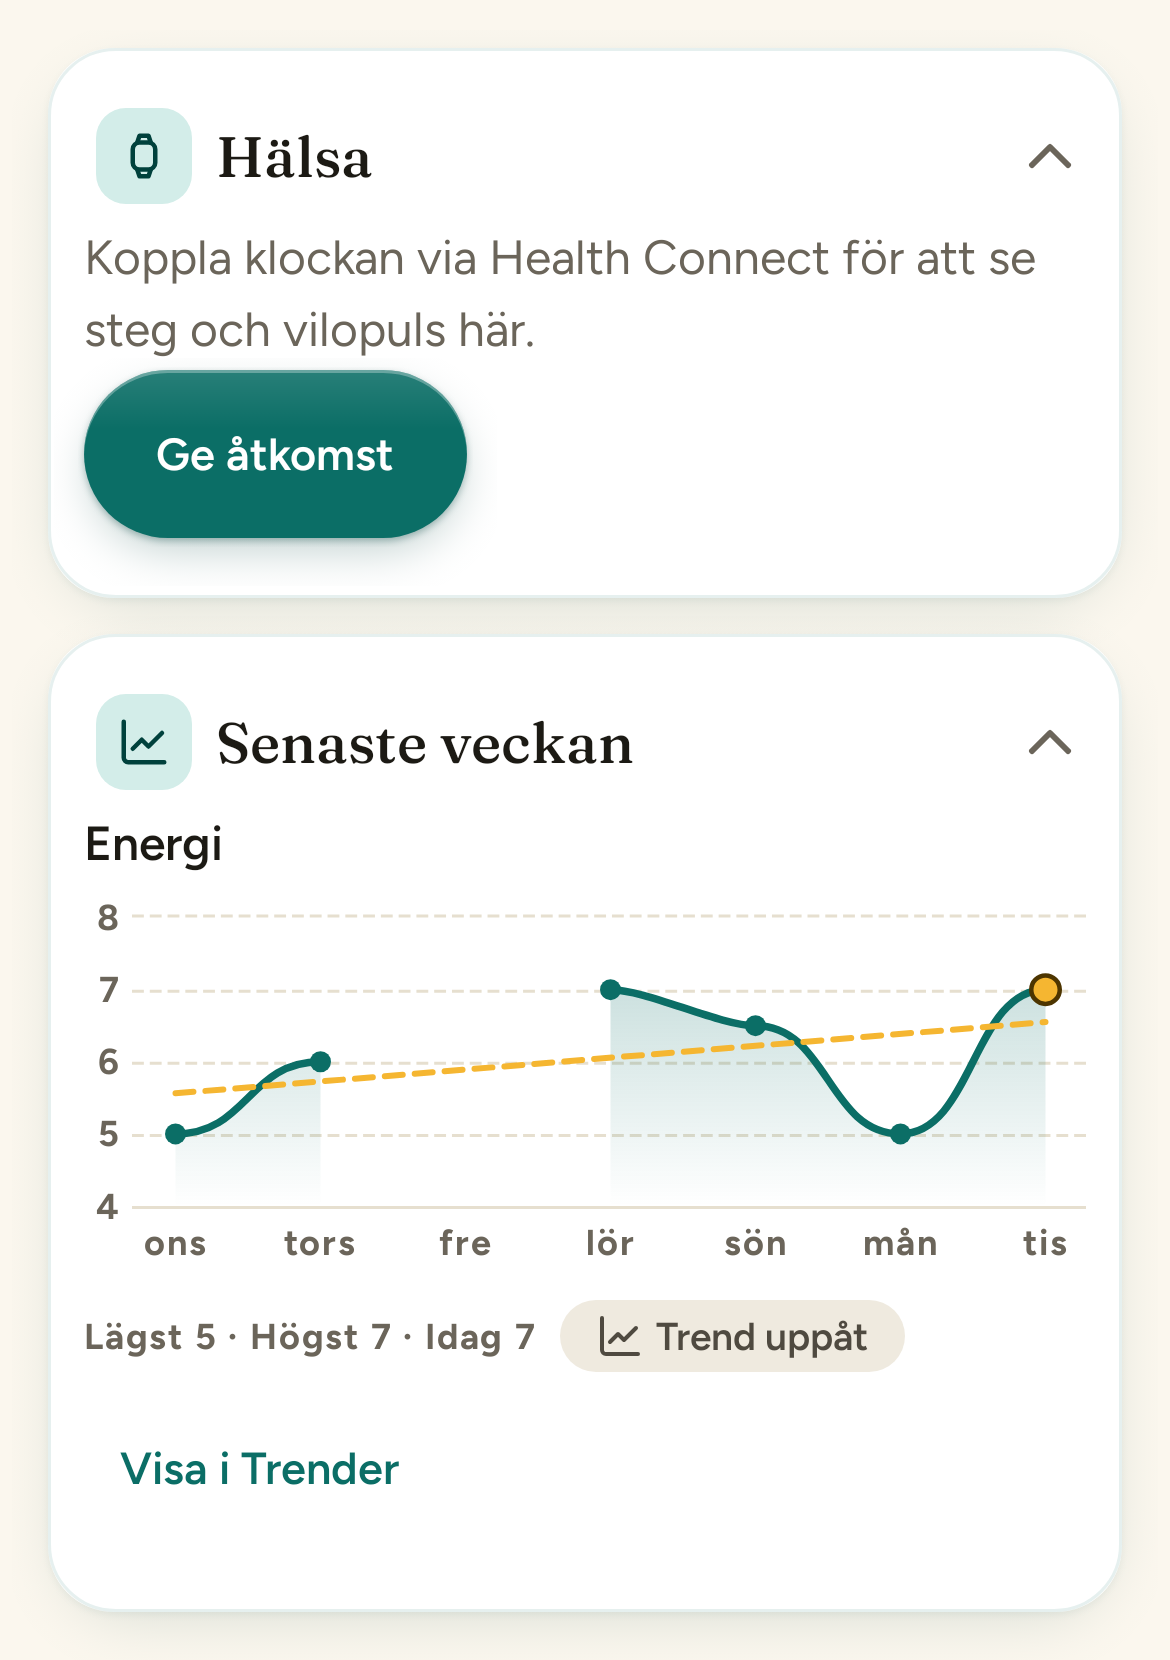 Hälsa
Koppla klockan via Health Connect för att se
steg och vilopuls här.
Ge åtkomst
Senaste veckan
Energi
8
7
6
5
4
ons tors fre lör sön mån tis
Lägst 5 · Högst 7 · Idag 7 Trend uppåt
Visa i Trender